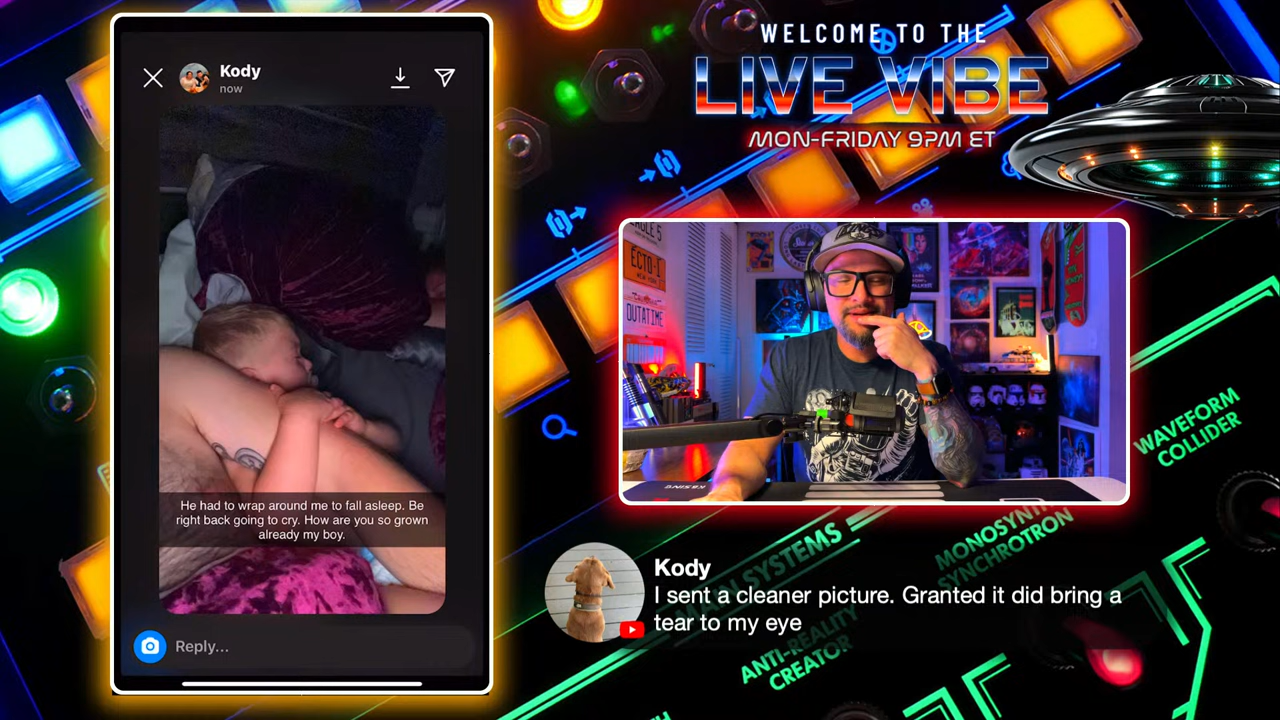 Kody
now
He had to wrap around me to fall asleep. Be
right back going to cry. How are you so grown
already my boy.
Reply...
WELCOME TO THE
LIVE VIBE
MON-FRIDAY 9PM ET
EAGLE 5
ECTO-1
OUTATIME
WAVEFORM
COLLIDER
MONOSYNTH
SYNCHROTRON
SYSTEMS
ANTI-REALITY
CREATOR
Kody
I sent a cleaner picture. Granted it did bring a
tear to my eye